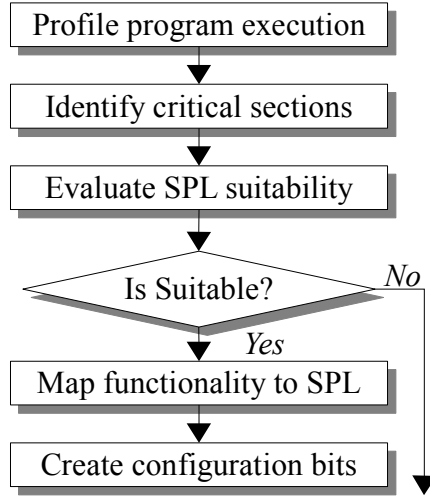 Profile program execution
Identify critical sections
Evaluate SPL suitability
Is Suitable?
No
Yes
Map functionality to SPL
Create configuration bits